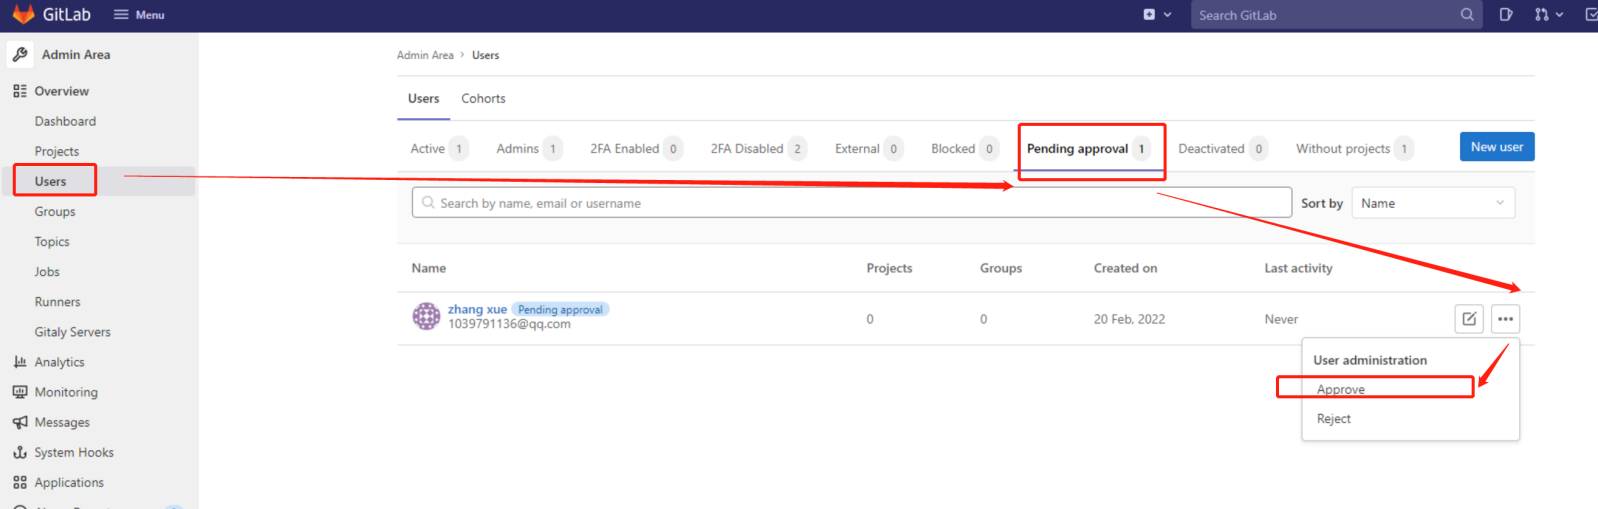 GitLab Menu Search GitLab
Admin Area
Overview
Dashboard
Projects
Users
Groups
Topics
Jobs
Runners
Gitaly Servers
Analytics
Monitoring
Messages
System Hooks
Applications
Admin Area > Users
Users Cohorts
Active 1 Admins 1 2FA Enabled 0 2FA Disabled 2 External 0 Blocked 0 Pending approval 1 Deactivated 0 Without projects 1 New user
Search by name, email or username Sort by Name
Name Projects Groups Created on Last activity
zhang xue Pending approval
1039791136@qq.com 0 0 20 Feb, 2022 Never
User administration
Approve
Reject